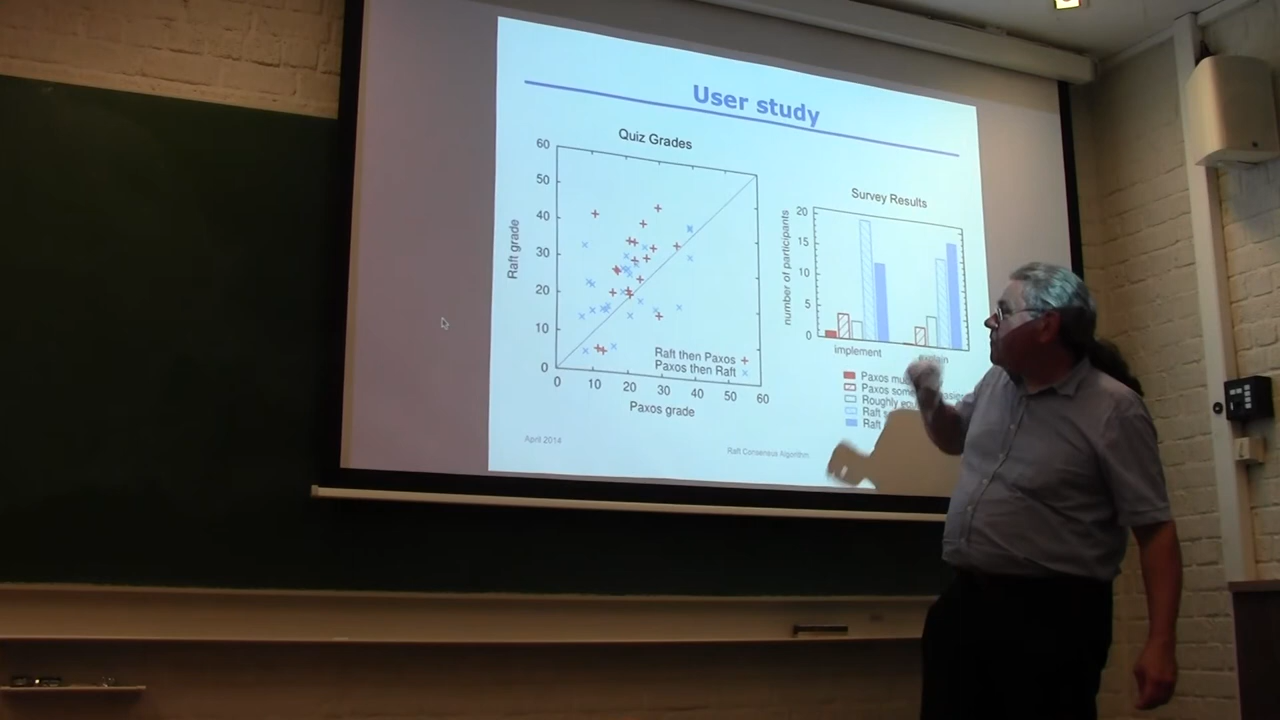 User study
Quiz Grades
60
50
40
30
20
10
0
Raft grade
0 10 20 30 40 50 60
Paxos grade
Raft then Paxos
Paxos then Raft
Survey Results
20
15
10
5
0
number of participants
implement
explain
Paxos
Paxos
Roughly
Raft
Raft
April 2014
Raft Consensus Algorithm